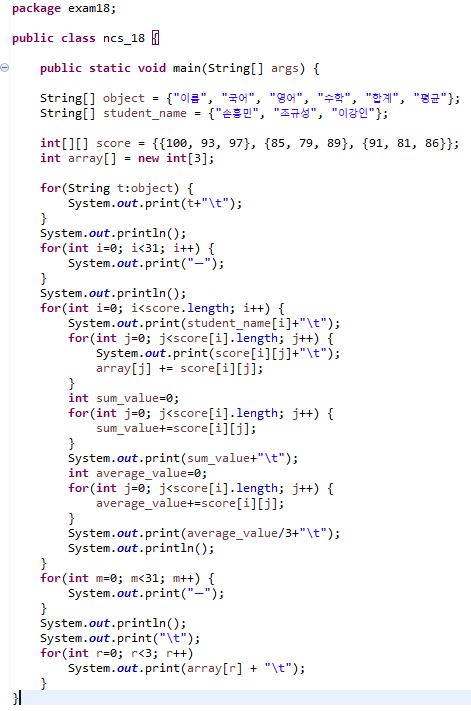 package exam18;
public class ncs_18 {
public static void main(String[] args) {
String[] object = {"이름", "국어", "영어", "수학", "합계", "평균"};
String[] student_name = {"손흥민", "조규성", "이강인"};
int[][] score = {{100, 93, 97}, {85, 79, 89}, {91, 81, 86}};
int array[] = new int[3];
for(String t:object) {
System.out.print(t+"\t");
}
System.out.println();
for(int i=0; i<31; i++) {
System.out.print("ㅡ");
}
System.out.println();
for(int i=0; i<score.length; i++) {
System.out.print(student_name[i]+"\t");
for(int j=0; j<score[i].length; j++) {
System.out.print(score[i][j]+"\t");
array[j] += score[i][j];
}
int sum_value=0;
for(int j=0; j<score[i].length; j++) {
sum_value+=score[i][j];
}
System.out.print(sum_value+"\t");
int average_value=0;
for(int j=0; j<score[i].length; j++) {
average_value+=score[i][j];
}
System.out.print(average_value/3+"\t");
System.out.println();
}
for(int m=0; m<31; m++) {
System.out.print("ㅡ");
}
System.out.println();
System.out.print("\t");
for(int r=0; r<3; r++)
System.out.print(array[r] + "\t");
}
}